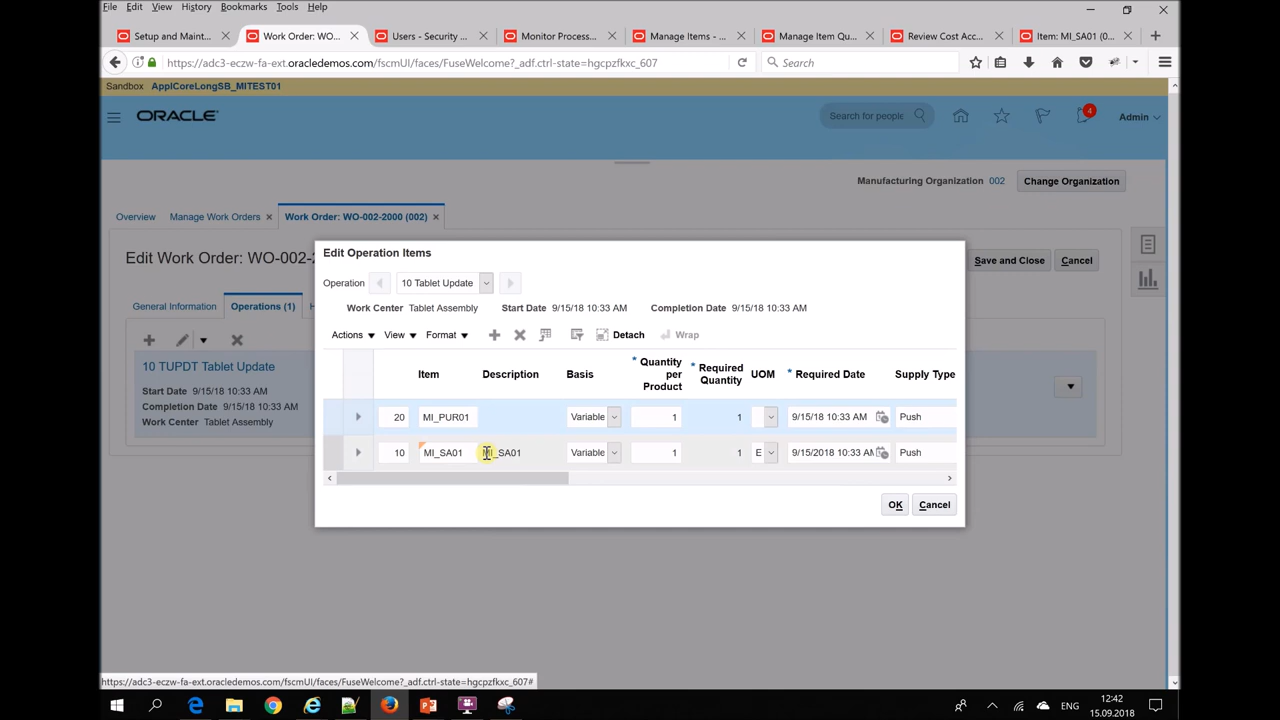 File Edit View History Bookmarks Tools Help
Setup and Maint... Work Order: WO... Users - Security ... Monitor Process... Manage Items - ... Manage Item Qu... Review Cost Acc... Item: MI_SA01 (0...
https://adc3-eczw-fa-ext.oracledemos.com/fscmUI/faces/FuseWelcome?_adf.ctrl-state=hgcpzfkxc_607 Search
Sandbox ApplCoreLongSB_MITEST01
ORACLE Search for people 4 Admin
Manufacturing Organization 002 Change Organization
Overview Manage Work Orders Work Order: WO-002-2000 (002)
Edit Work Order: WO-002-2 Save and Close Cancel
General Information Operations (1) H
10 TUPDT Tablet Update
Start Date 9/15/18 10:33 AM
Completion Date 9/15/18 10:33 AM
Work Center Tablet Assembly
Edit Operation Items
Operation 10 Tablet Update
Work Center Tablet Assembly Start Date 9/15/18 10:33 AM Completion Date 9/15/18 10:33 AM
Actions View Format Detach Wrap
Item Description Basis * Quantity per Product * Required Quantity UOM * Required Date Supply Type
20 MI_PUR01 Variable 1 1 9/15/18 10:33 AM Push
10 MI_SA01 MI_SA01 Variable 1 1 E 9/15/2018 10:33 AM Push
OK Cancel
https://adc3-eczw-fa-ext.oracledemos.com/fscmUI/faces/FuseWelcome?_adf.ctrl-state=hgcpzfkxc_607#
ENG 12:42
15.09.2018